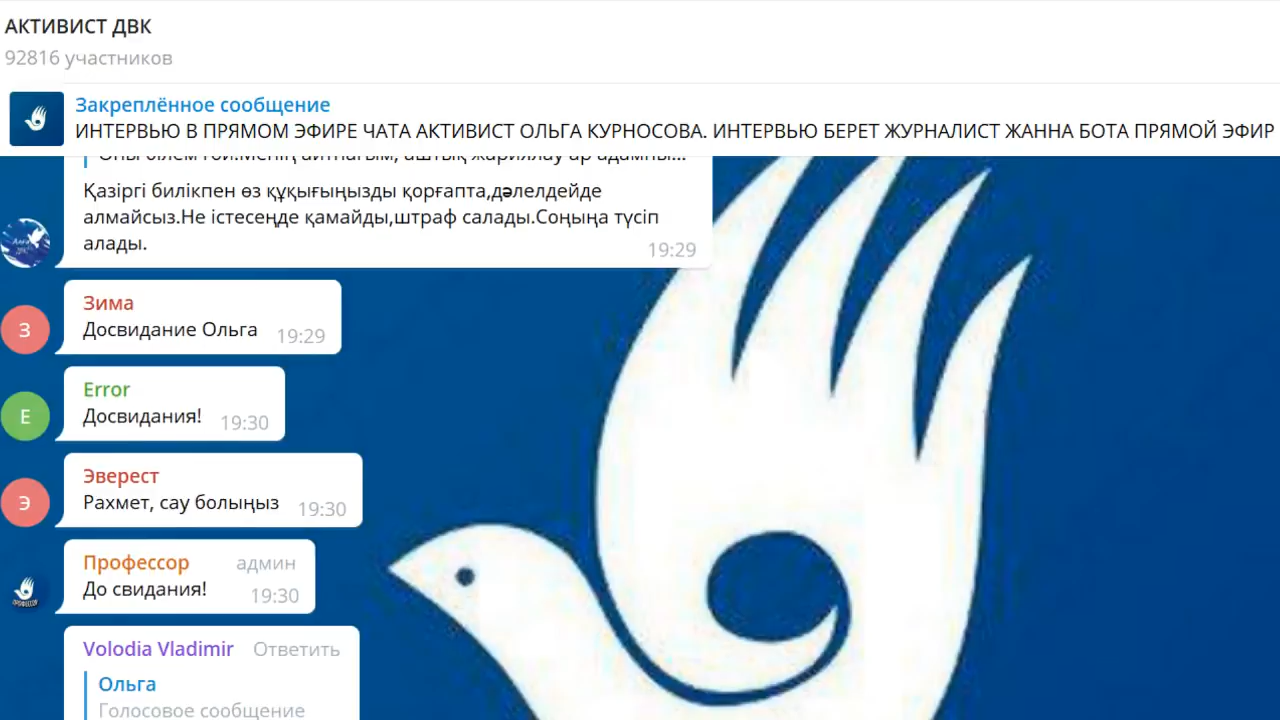 АКТИВИСТ ДВК
92816 участников
Закреплённое сообщение
ИНТЕРВЬЮ В ПРЯМОМ ЭФИРЕ ЧАТА АКТИВИСТ ОЛЬГА КУРНОСОВА. ИНТЕРВЬЮ БЕРЕТ ЖУРНАЛИСТ ЖАННА БОТА ПРЯМОЙ ЭФИР
Қазіргі билікпен өз құқығыңызды қорғапта,дәлелдейде
алмайсыз.Не істесеңде қамайды,штраф салады.Соңыңа түсіп
алады.
19:29
З
Зима
Досвидание Ольга
19:29
E
Error
Досвидания!
19:30
Э
Эверест
Рахмет, сау болыңыз
19:30
Профессор админ
До свидания!
19:30
Volodia Vladimir Ответить
Ольга
Голосовое сообщение